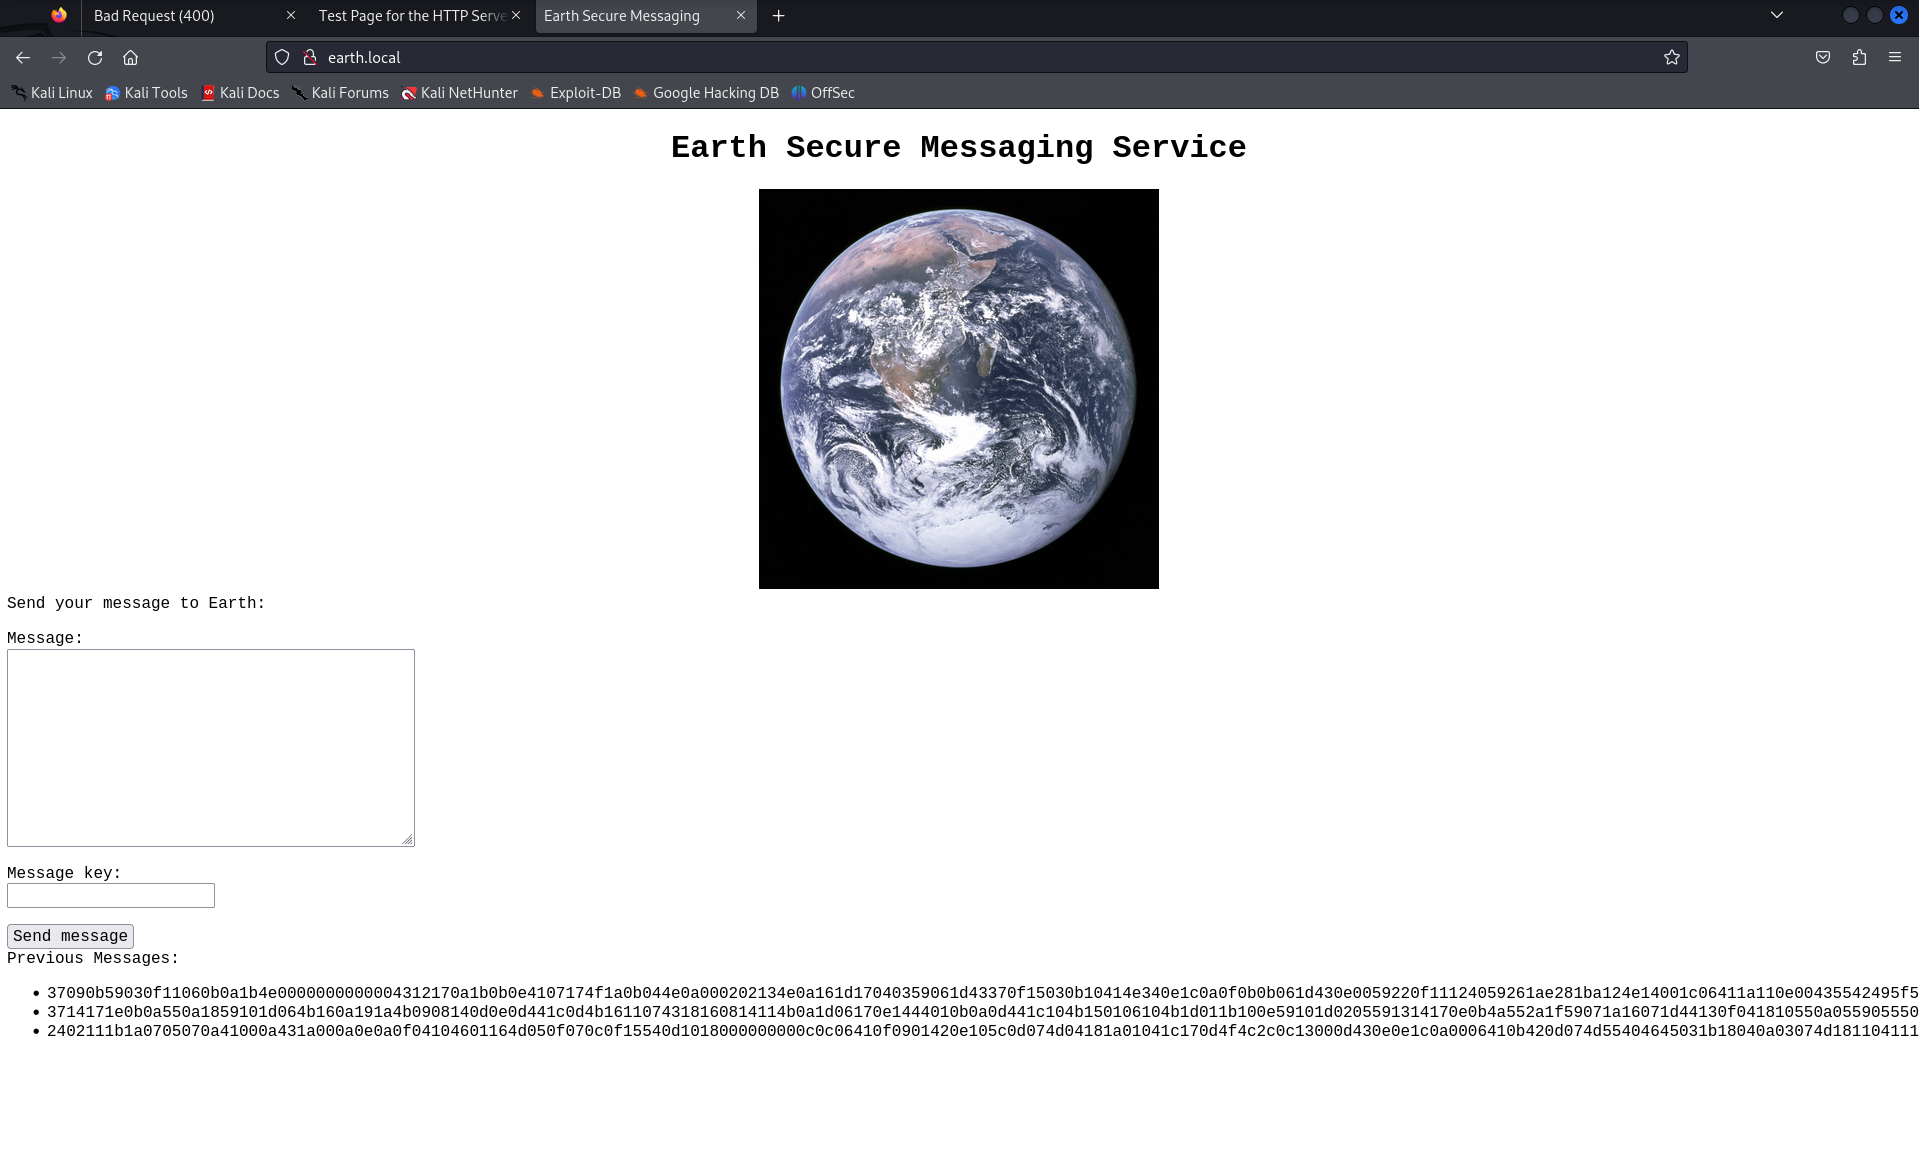 Bad Request (400)
Test Page for the HTTP Serve
Earth Secure Messaging
earth.local
Kali Linux
Kali Tools
Kali Docs
Kali Forums
Kali NetHunter
Exploit-DB
Google Hacking DB
OffSec
Earth Secure Messaging Service
Send your message to Earth:
Message:
Message key:
Send message
Previous Messages:
37090b59030f11060b0a1b4e0000000000004312170a1b0b0e4107174f1a0b044e0a000202134e0a161d17040359061d43370f15030b10414e340e1c0a0f0b0b061d430e0059220f11124059261ae281ba124e14001c06411a110e00435542495f5
3714171e0b0a550a1859101d064b160a191a4b0908140d0e0d441c0d4b1611074318160814114b0a1d06170e1444010b0a0d441c104b150106104b1d011b100e59101d0205591314170e0b4a552a1f59071a16071d44130f041810550a055905550
2402111b1a0705070a41000a431a000a0e0a0f04104601164d050f070c0f15540d1018000000000c0c06410f0901420e105c0d074d04181a01041c170d4f4c2c0c13000d430e0e1c0a0006410b420d074d55404645031b18040a03074d181104111